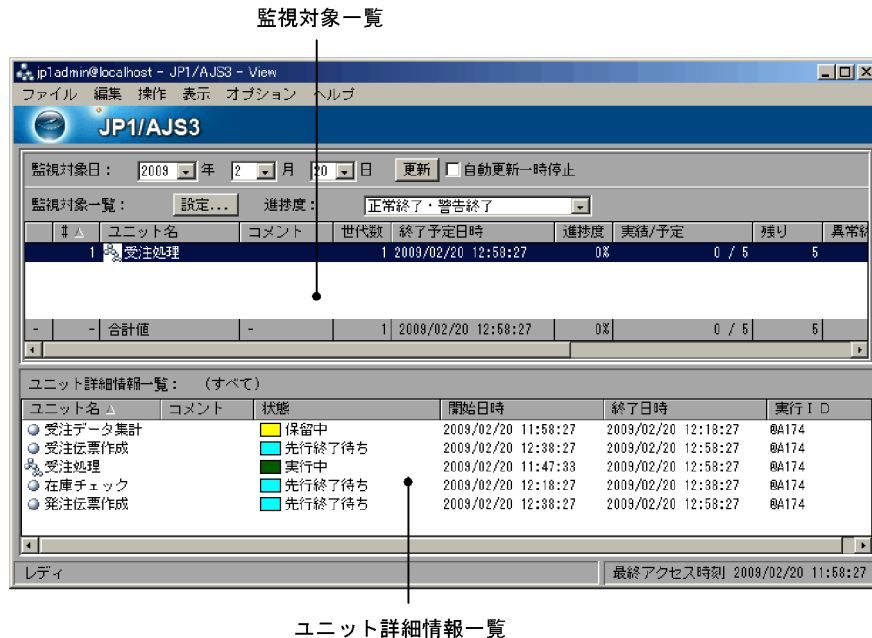 監視対象一覧
jp1admin@localhost - JP1/AJS3 - View
ファイル 編集 操作 表示 オプション ヘルプ
JP1/AJS3
監視対象日： 2009 年 2 月 20 日 更新 自動更新一時停止
監視対象一覧： 設定... 進捗度： 正常終了・警告終了
# ユニット名 コメント 世代数 終了予定日時 進捗度 実績/予定 残り 異常終
1 受注処理 1 2009/02/20 12:58:27 0% 0 / 5 5
- - 合計値 - 1 2009/02/20 12:58:27 0% 0 / 5 5
ユニット詳細情報一覧： （すべて）
ユニット名 コメント 状態 開始日時 終了日時 実行ＩＤ
受注データ集計 保留中 2009/02/20 11:58:27 2009/02/20 12:18:27 @A174
受注伝票作成 先行終了待ち 2009/02/20 12:38:27 2009/02/20 12:58:27 @A174
受注処理 実行中 2009/02/20 11:47:33 2009/02/20 12:58:27 @A174
在庫チェック 先行終了待ち 2009/02/20 12:18:27 2009/02/20 12:38:27 @A174
発注伝票作成 先行終了待ち 2009/02/20 12:38:27 2009/02/20 12:58:27 @A174
レディ 最終アクセス時刻 2009/02/20 11:58:27
ユニット詳細情報一覧